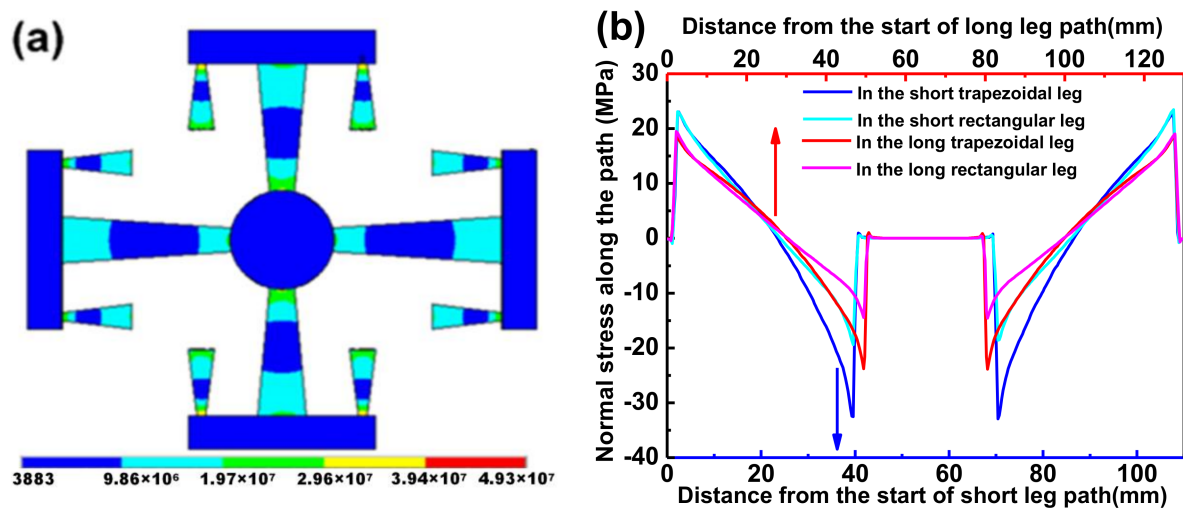 (a)
3883 9.86×10⁶ 1.97×10⁷ 2.96×10⁷ 3.94×10⁷ 4.93×10⁷
(b)
Distance from the start of long leg path(mm)
0 20 40 60 80 100 120
Normal stress along the path (MPa)
30
20
10
0
-10
-20
-30
-40
In the short trapezoidal leg
In the short rectangular leg
In the long trapezoidal leg
In the long rectangular leg
0 20 40 60 80 100
Distance from the start of short leg path(mm)